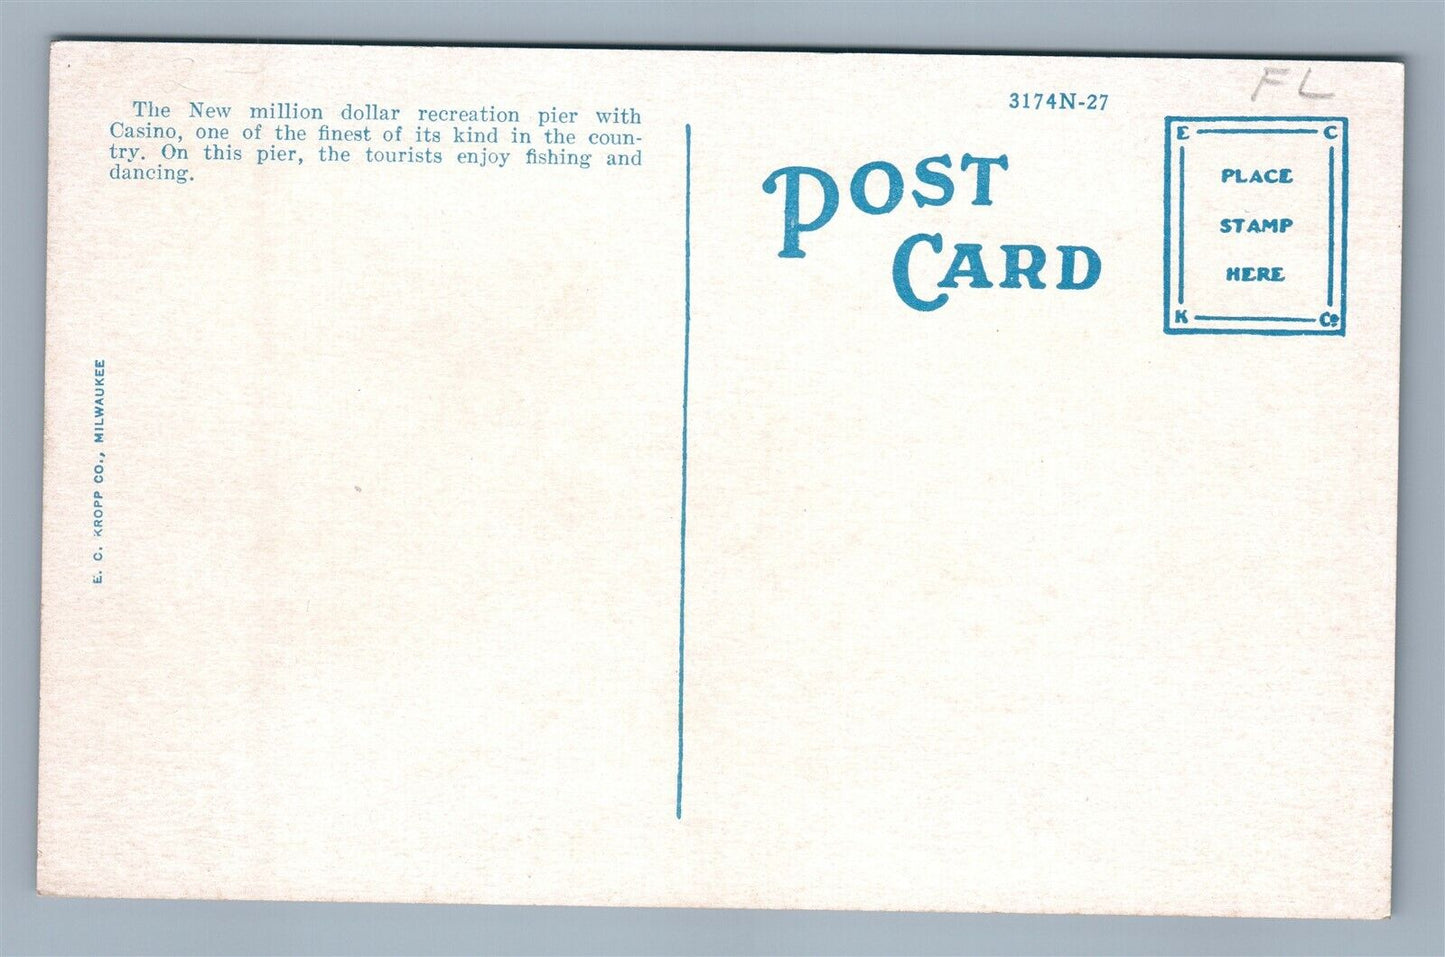 The New million dollar recreation pier with
Casino, one of the finest of its kind in the coun-
try. On this pier, the tourists enjoy fishing and
dancing.
E. C. KROPP CO., MILWAUKEE
3174N-27
FL
POST
CARD
E C
PLACE
STAMP
HERE
K Co